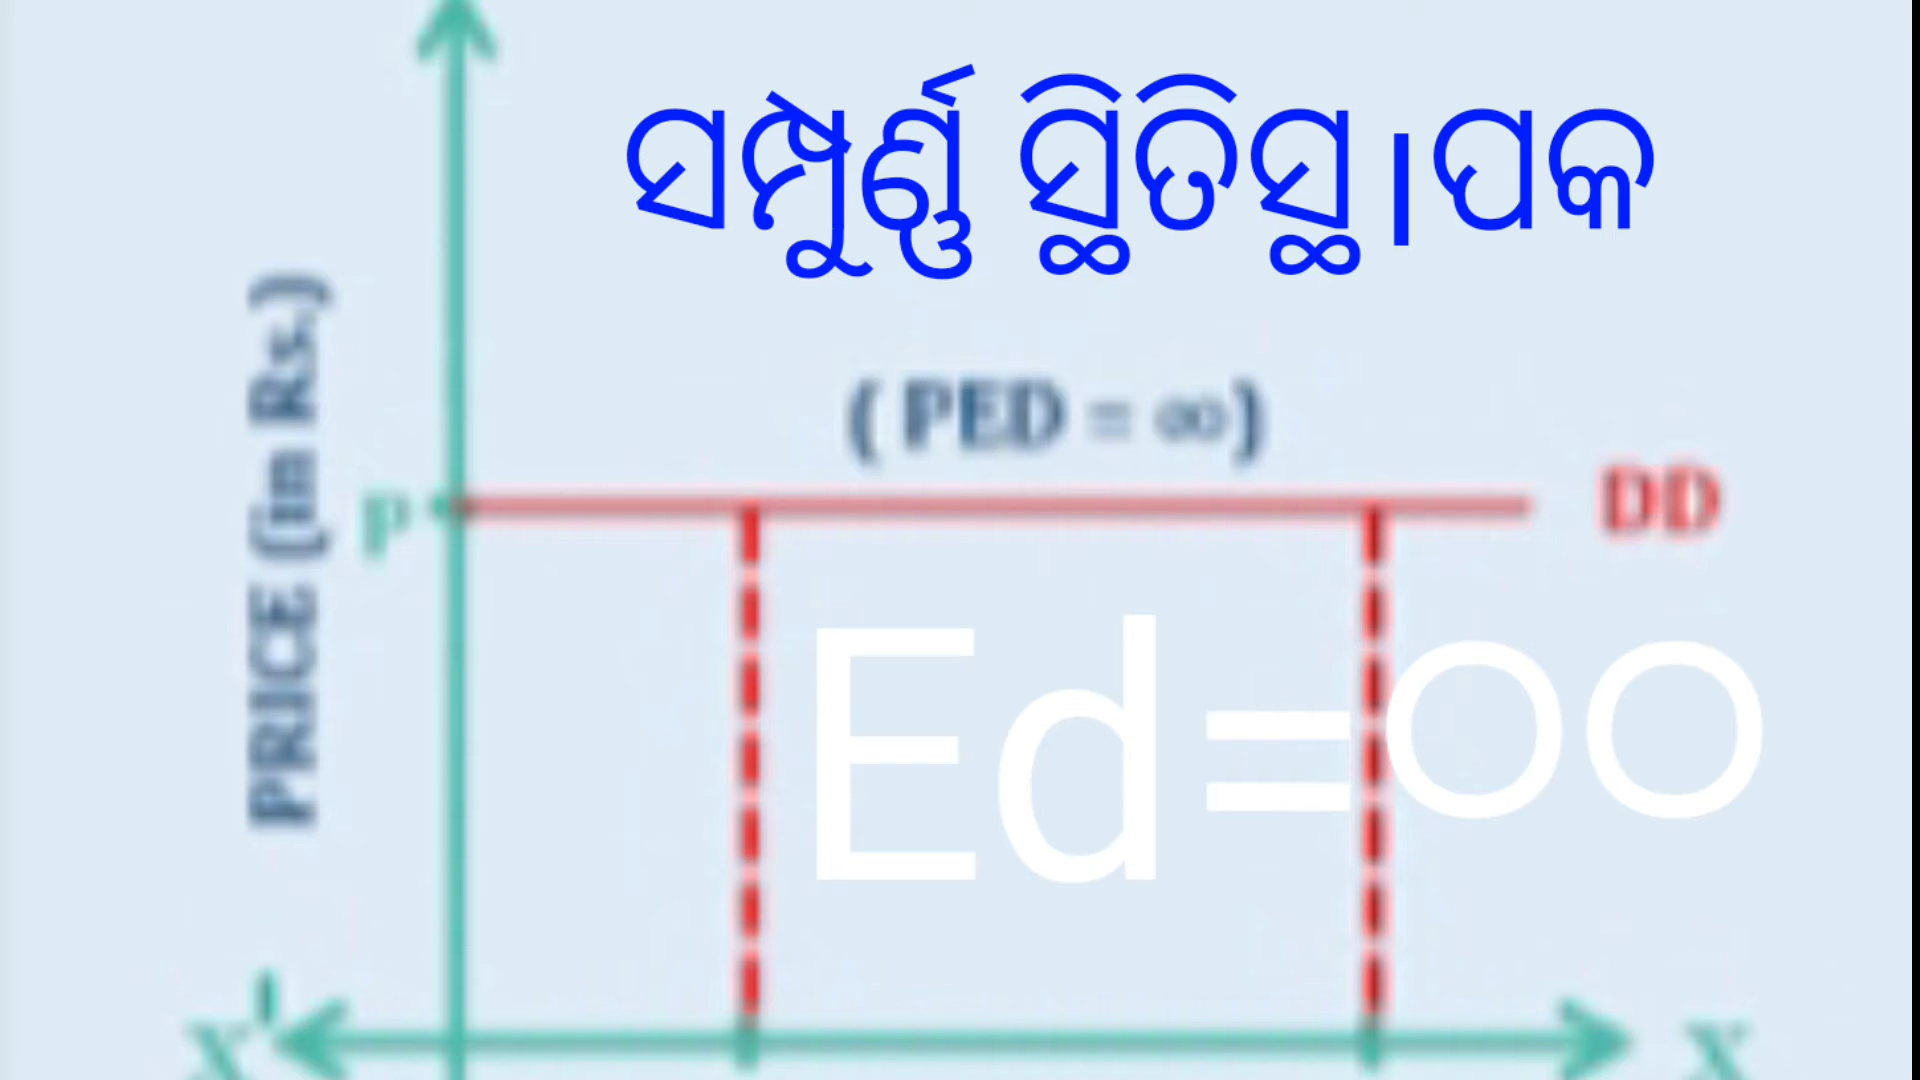 ସମ୍ପୁର୍ଣ୍ଣ ସ୍ଥିତିସ୍ଥାପକ
( PED = ∞)
PRICE (in Rs.)
P
DD
Ed=OO
X'
X